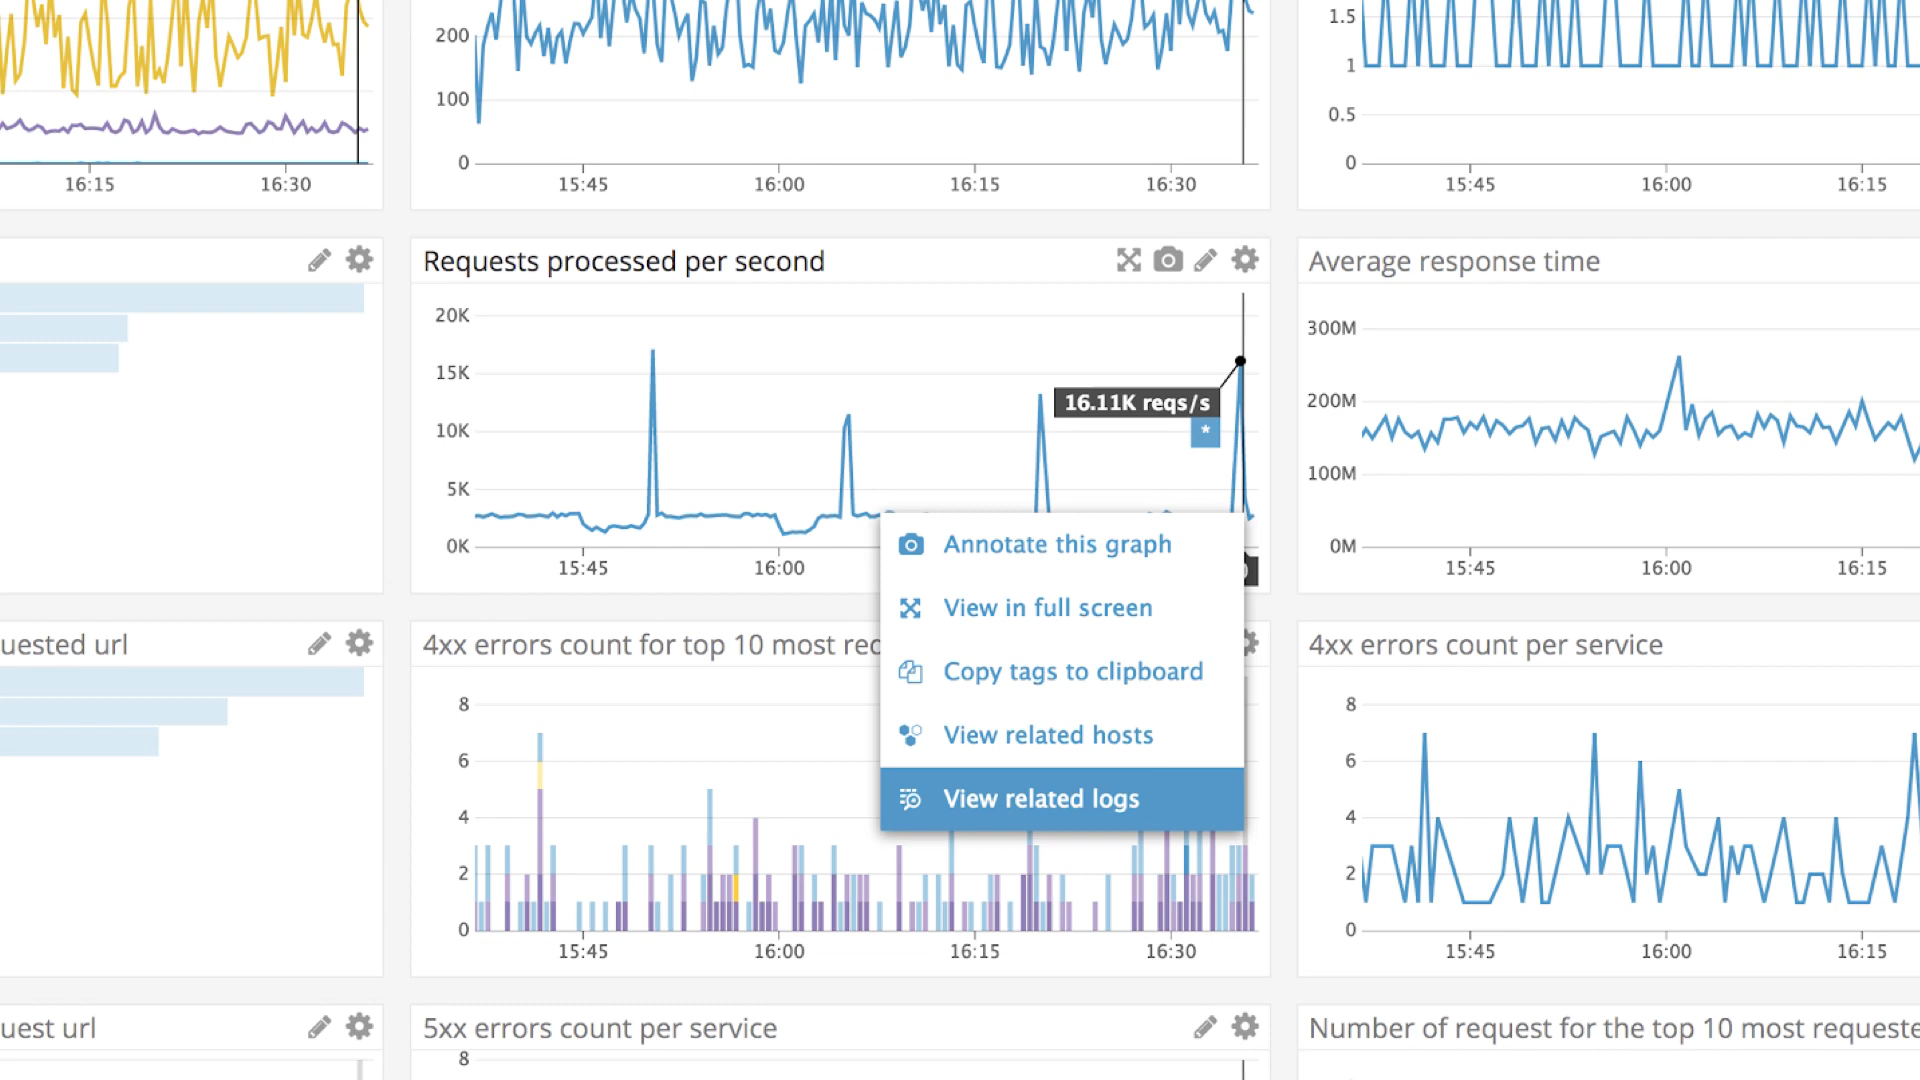 16:15 16:30
200
100
0
15:45 16:00 16:15 16:30
1.5
1
0.5
0
15:45 16:00 16:15
Requests processed per second
20K
15K
10K
5K
0K
15:45 16:00
16.11K reqs/s
*
Annotate this graph
View in full screen
Copy tags to clipboard
View related hosts
View related logs
Average response time
300M
200M
100M
0M
15:45 16:00 16:15
uested url
4xx errors count for top 10 most req
8
6
4
2
0
15:45 16:00 16:15 16:30
4xx errors count per service
8
6
4
2
0
15:45 16:00 16:15
uest url
5xx errors count per service
8
Number of request for the top 10 most requeste